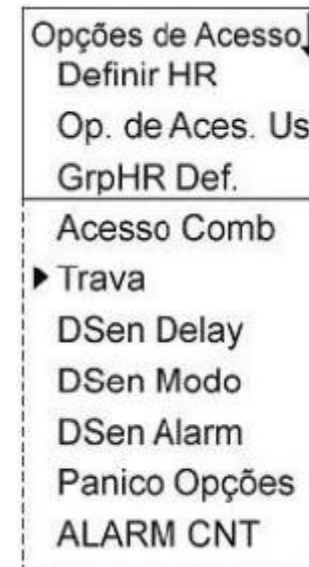 Opções de Acesso
Definir HR
Op. de Aces. Us
GrpHR Def.
Acesso Comb
Trava
DSen Delay
DSen Modo
DSen Alarm
Panico Opções
ALARM CNT